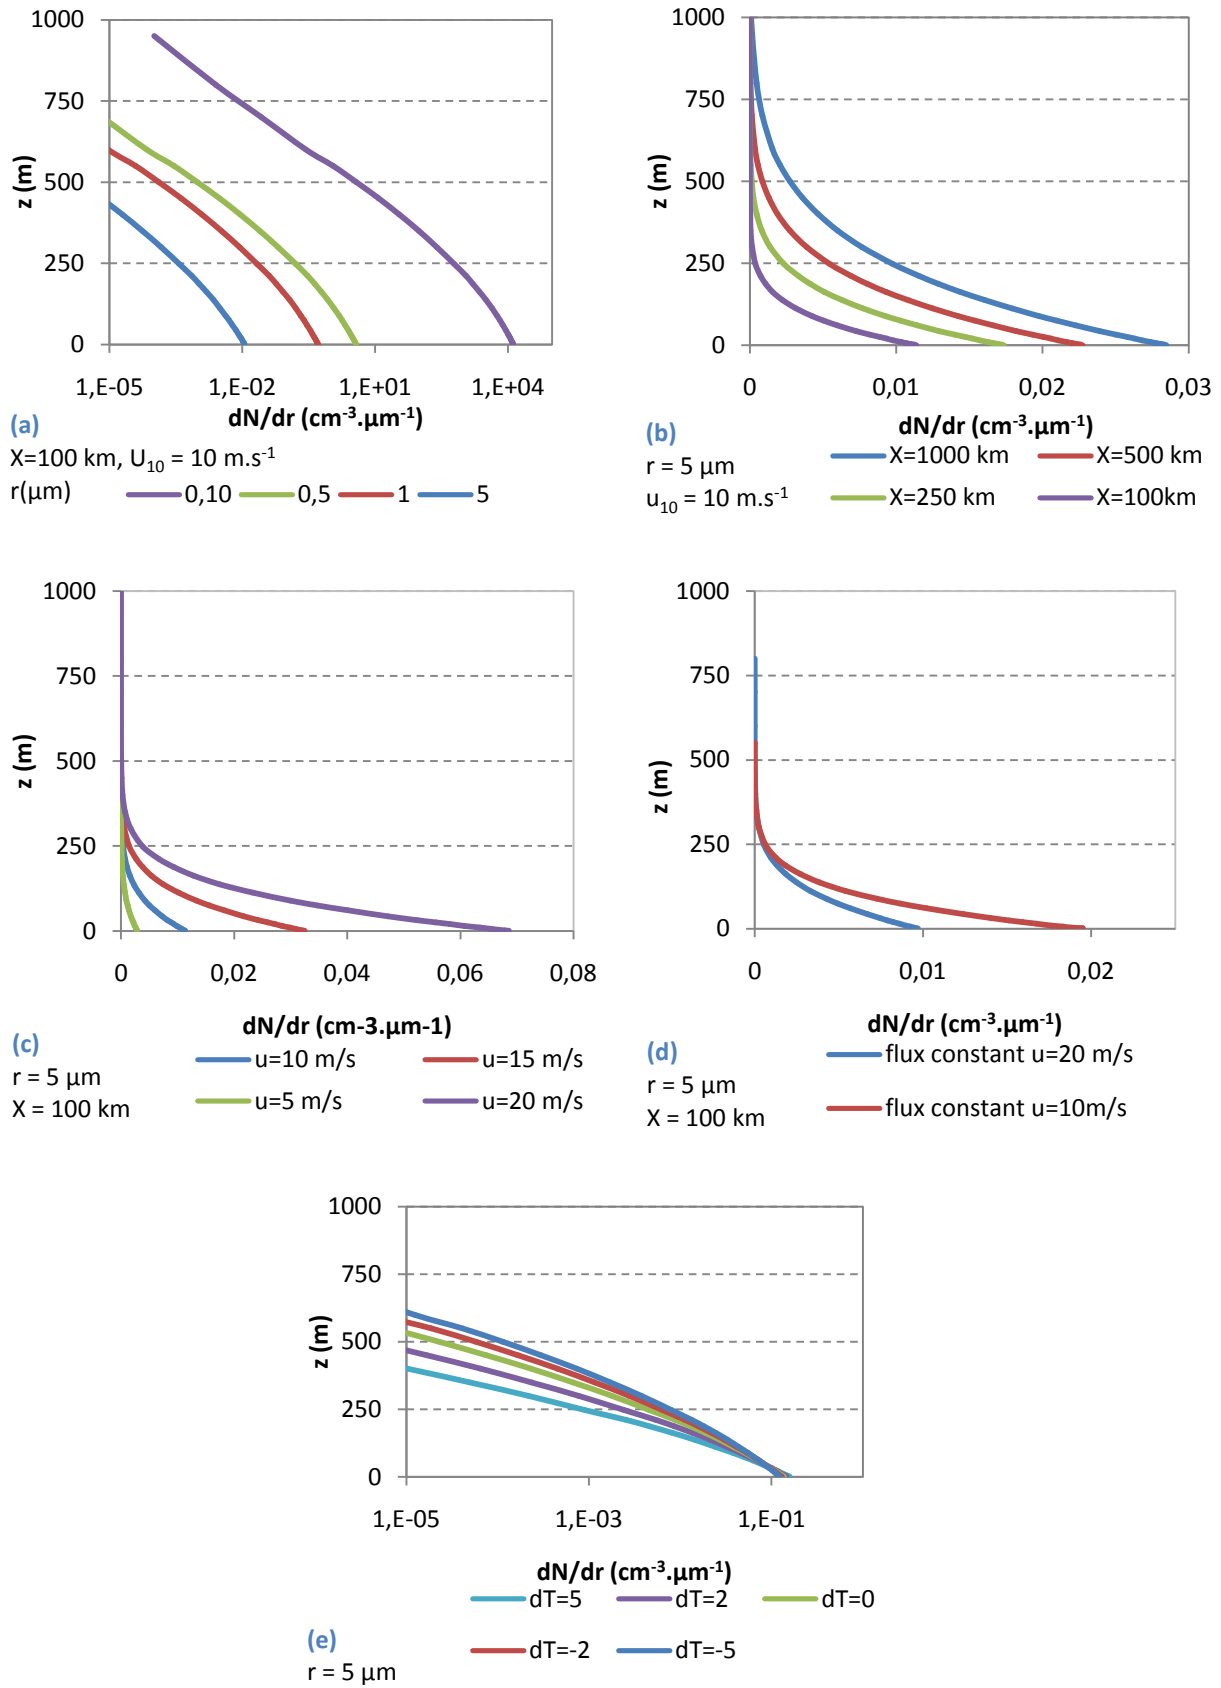 1000
750
500
250
0
z (m)
1,E-05 1,E-02 1,E+01 1,E+04
dN/dr (cm⁻³.µm⁻¹)
(a)
X=100 km, U₁₀ = 10 m.s⁻¹
r(µm) 0,10 0,5 1 5
1000
750
500
250
0
z (m)
0 0,01 0,02 0,03
dN/dr (cm⁻³.µm⁻¹)
(b)
r = 5 µm
u₁₀ = 10 m.s⁻¹
X=1000 km X=500 km
X=250 km X=100km
1000
750
500
250
0
z (m)
0 0,02 0,04 0,06 0,08
dN/dr (cm-3.µm-1)
(c)
r = 5 µm
X = 100 km
u=10 m/s u=15 m/s
u=5 m/s u=20 m/s
1000
750
500
250
0
z (m)
0 0,01 0,02
dN/dr (cm⁻³.µm⁻¹)
(d)
r = 5 µm
X = 100 km
flux constant u=20 m/s
flux constant u=10m/s
1000
750
500
250
0
z (m)
1,E-05 1,E-03 1,E-01
dN/dr (cm⁻³.µm⁻¹)
dT=5 dT=2 dT=0
dT=-2 dT=-5
(e)
r = 5 µm